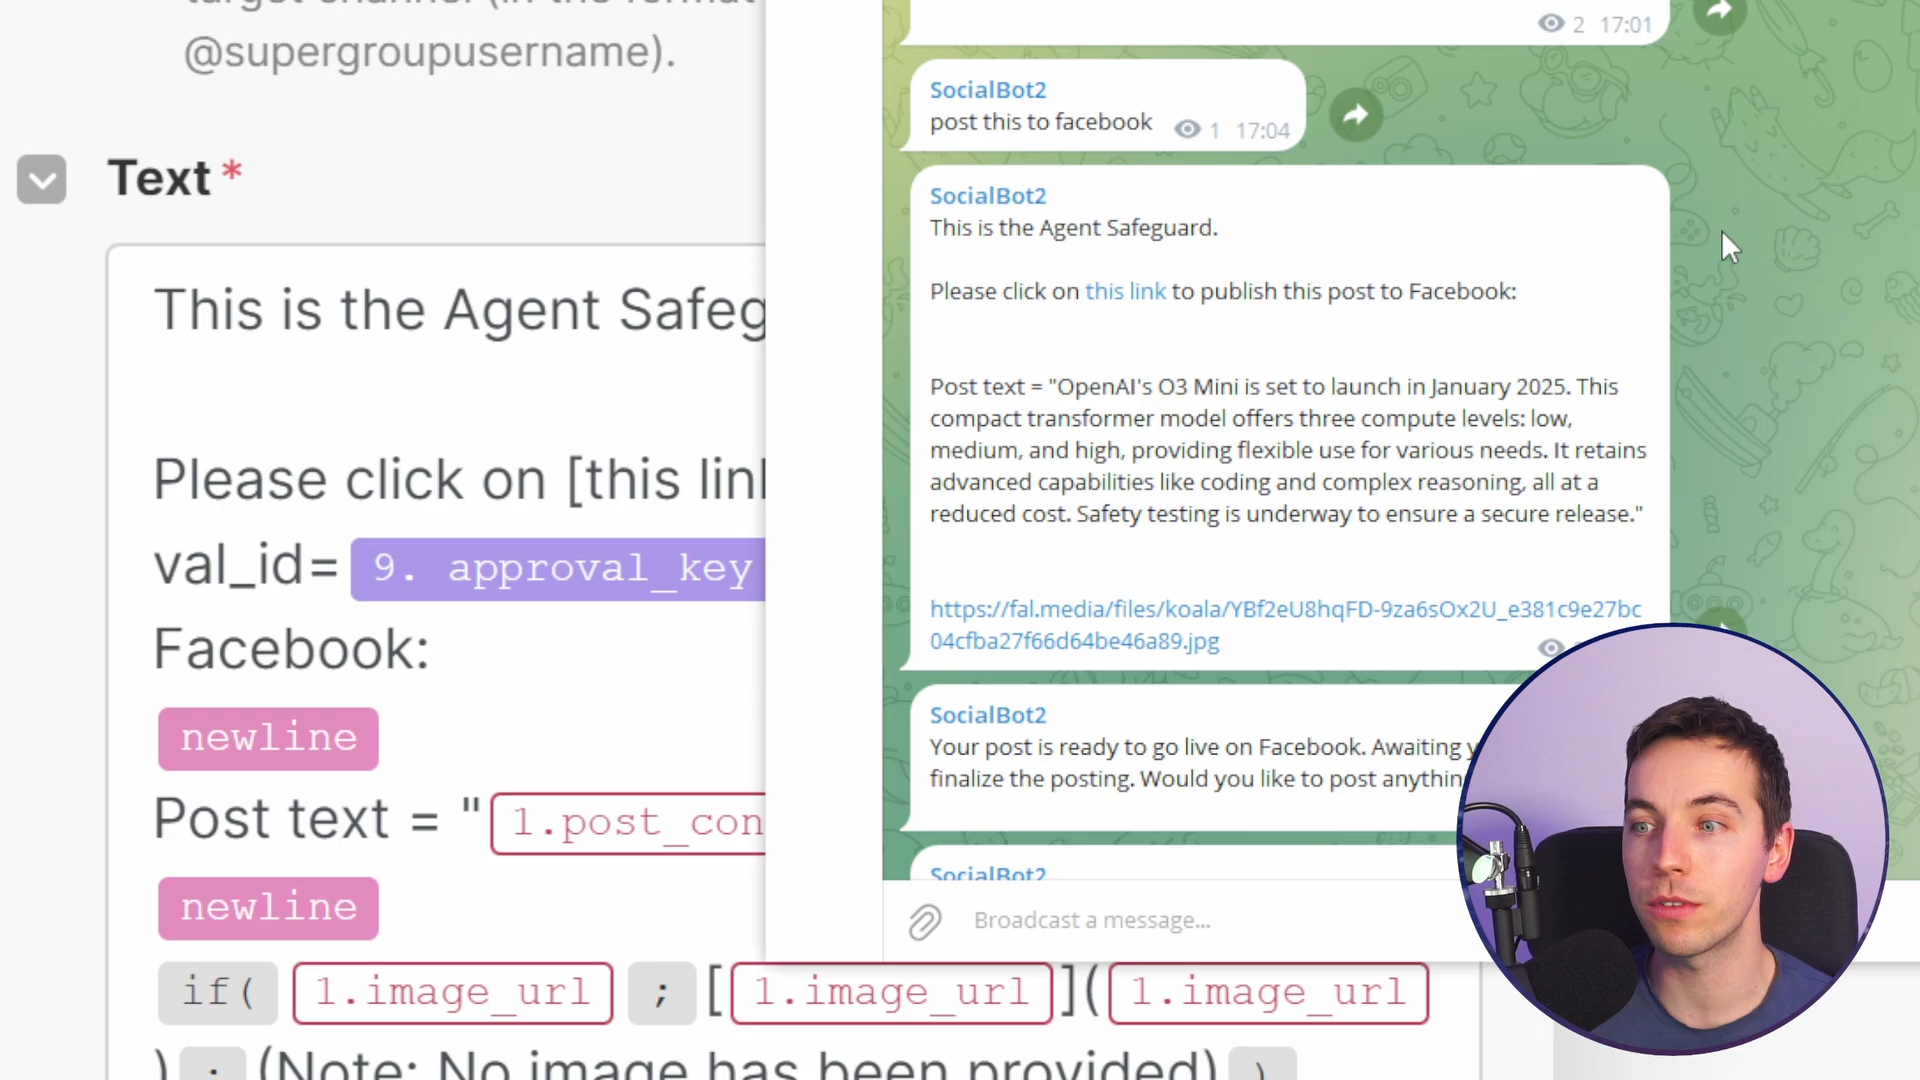 target channel (in the format
@supergroupusername).
Text *
This is the Agent Safeg
Please click on [this lin
val_id= 9. approval_key
Facebook:
newline
Post text = "1.post_con
newline
if( 1.image_url ; [1.image_url](1.image_url
) ; (Note: No image has been provided) )
2 17:01
SocialBot2
post this to facebook 1 17:04
SocialBot2
This is the Agent Safeguard.
Please click on this link to publish this post to Facebook:
Post text = "OpenAI's O3 Mini is set to launch in January 2025. This
compact transformer model offers three compute levels: low,
medium, and high, providing flexible use for various needs. It retains
advanced capabilities like coding and complex reasoning, all at a
reduced cost. Safety testing is underway to ensure a secure release."
https://fal.media/files/koala/YBf2eU8hqFD-9za6sOx2U_e381c9e27bc
04cfba27f66d64be46a89.jpg
SocialBot2
Your post is ready to go live on Facebook. Awaiting
finalize the posting. Would you like to post anythin
SocialBot2
Broadcast a message...